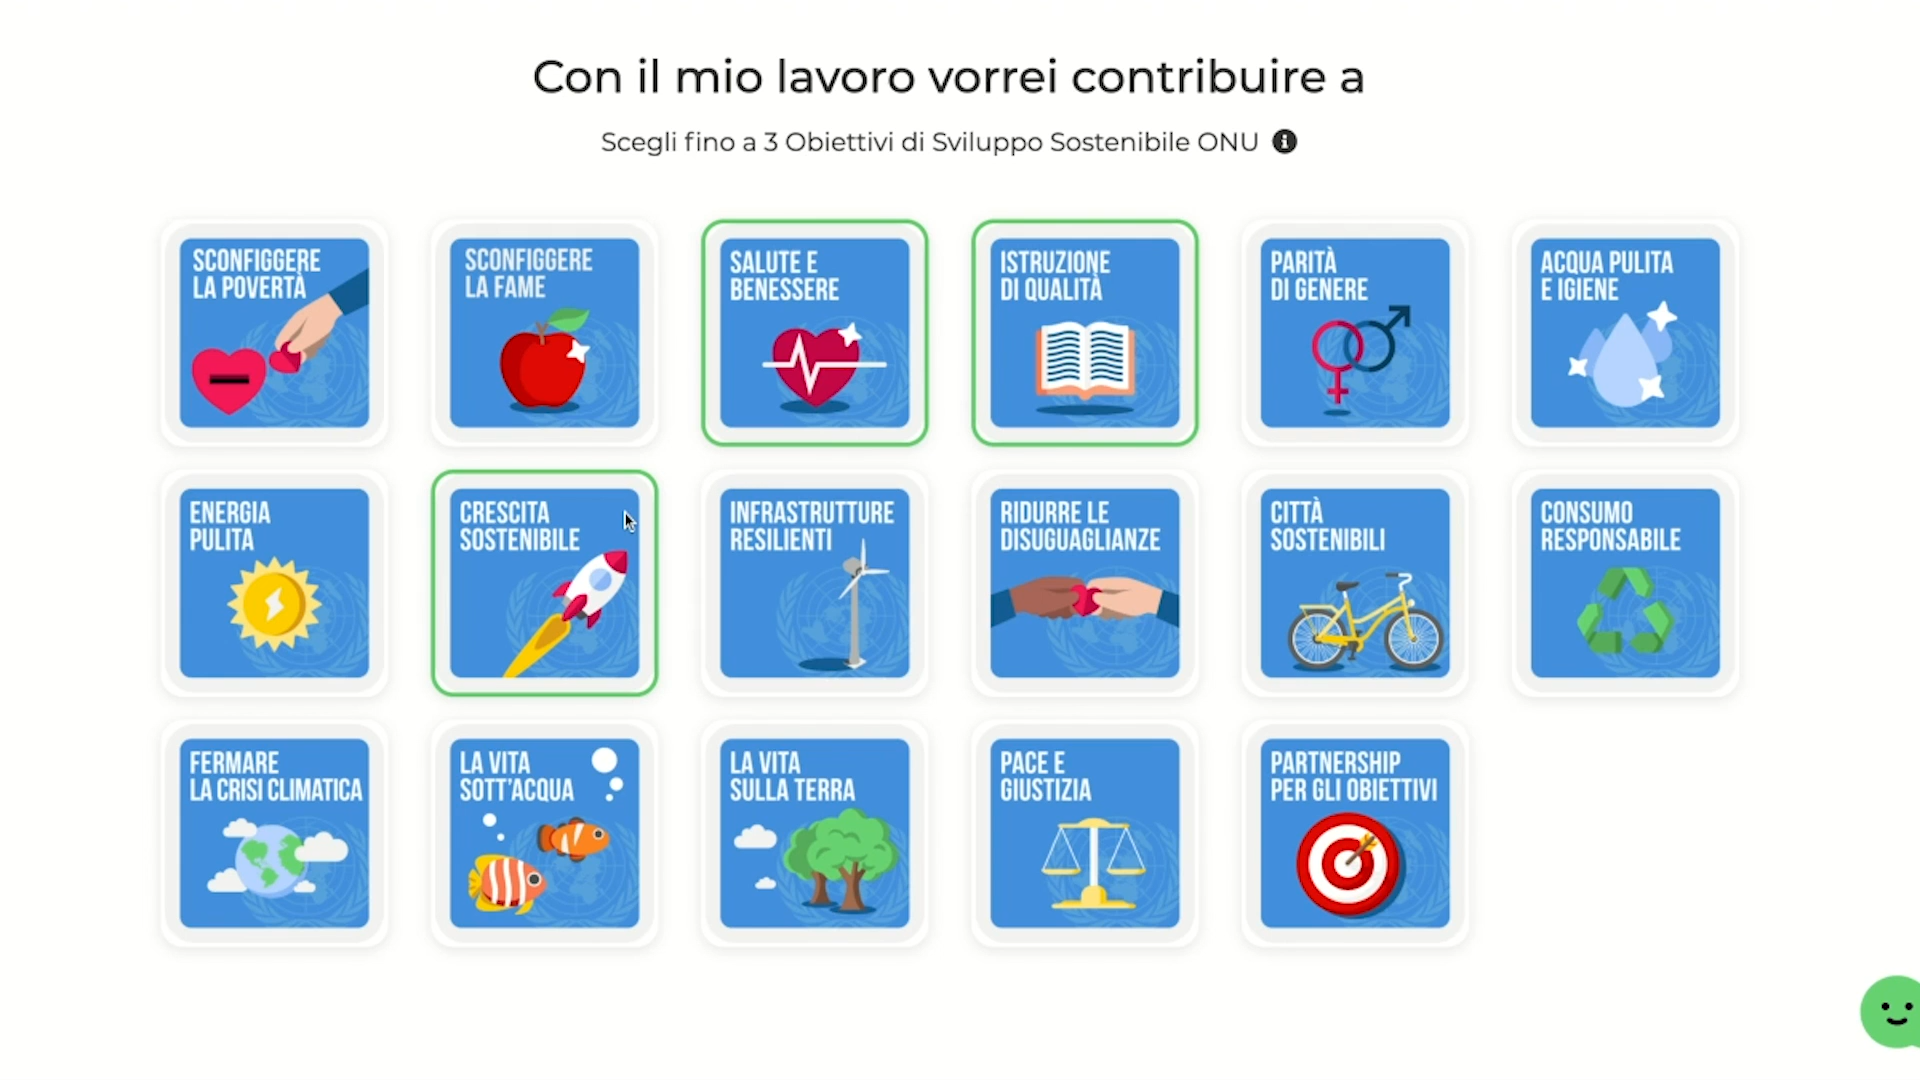 Con il mio lavoro vorrei contribuire a
Scegli fino a 3 Obiettivi di Sviluppo Sostenibile ONU
SCONFIGGERE
LA POVERTÀ
SCONFIGGERE
LA FAME
SALUTE E
BENESSERE
ISTRUZIONE
DI QUALITÀ
PARITÀ
DI GENERE
ACQUA PULITA
E IGIENE
ENERGIA
PULITA
CRESCITA
SOSTENIBILE
INFRASTRUTTURE
RESILIENTI
RIDURRE LE
DISUGUAGLIANZE
CITTÀ
SOSTENIBILI
CONSUMO
RESPONSABILE
FERMARE
LA CRISI CLIMATICA
LA VITA
SOTT'ACQUA
LA VITA
SULLA TERRA
PACE E
GIUSTIZIA
PARTNERSHIP
PER GLI OBIETTIVI